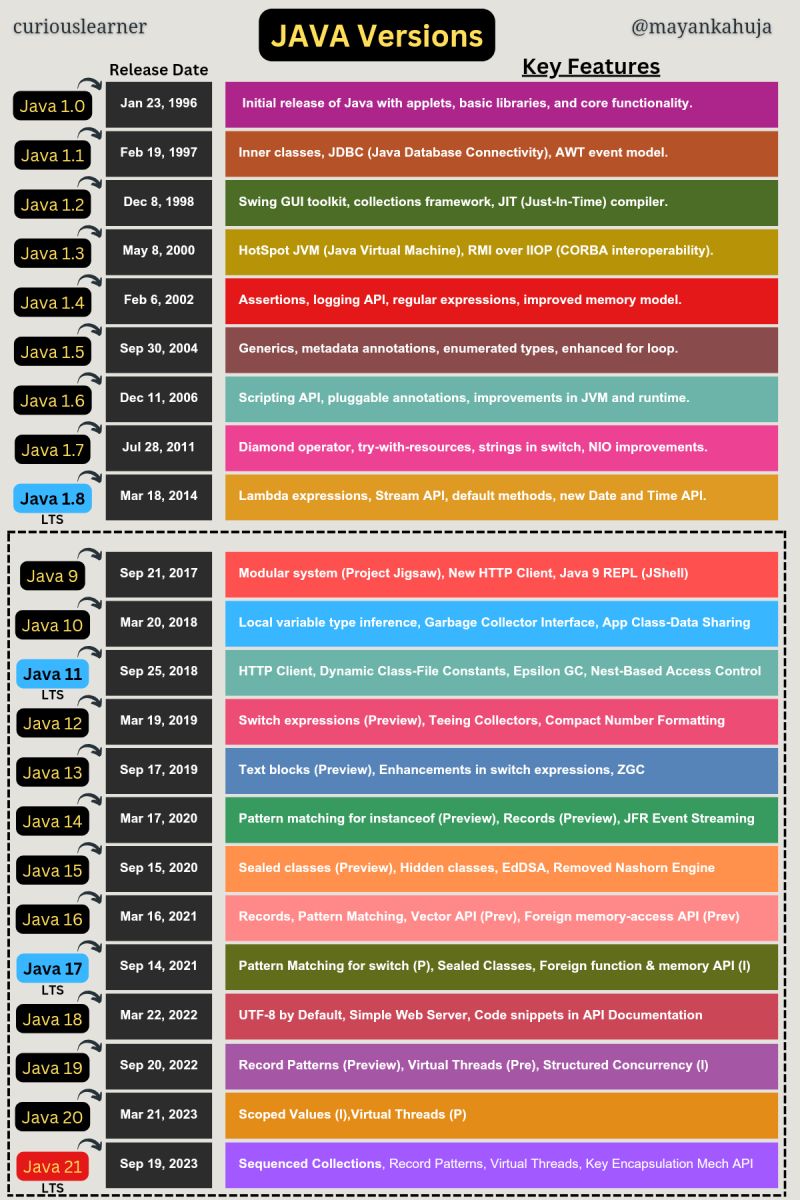 curiouslearner
JAVA Versions
@mayankahuja
Release Date
Key Features
Java 1.0 Jan 23, 1996 Initial release of Java with applets, basic libraries, and core functionality.
Java 1.1 Feb 19, 1997 Inner classes, JDBC (Java Database Connectivity), AWT event model.
Java 1.2 Dec 8, 1998 Swing GUI toolkit, collections framework, JIT (Just-In-Time) compiler.
Java 1.3 May 8, 2000 HotSpot JVM (Java Virtual Machine), RMI over IIOP (CORBA interoperability).
Java 1.4 Feb 6, 2002 Assertions, logging API, regular expressions, improved memory model.
Java 1.5 Sep 30, 2004 Generics, metadata annotations, enumerated types, enhanced for loop.
Java 1.6 Dec 11, 2006 Scripting API, pluggable annotations, improvements in JVM and runtime.
Java 1.7 Jul 28, 2011 Diamond operator, try-with-resources, strings in switch, NIO improvements.
Java 1.8 Mar 18, 2014 Lambda expressions, Stream API, default methods, new Date and Time API.
LTS
Java 9 Sep 21, 2017 Modular system (Project Jigsaw), New HTTP Client, Java 9 REPL (JShell)
Java 10 Mar 20, 2018 Local variable type inference, Garbage Collector Interface, App Class-Data Sharing
Java 11 Sep 25, 2018 HTTP Client, Dynamic Class-File Constants, Epsilon GC, Nest-Based Access Control
LTS
Java 12 Mar 19, 2019 Switch expressions (Preview), Teeing Collectors, Compact Number Formatting
Java 13 Sep 17, 2019 Text blocks (Preview), Enhancements in switch expressions, ZGC
Java 14 Mar 17, 2020 Pattern matching for instanceof (Preview), Records (Preview), JFR Event Streaming
Java 15 Sep 15, 2020 Sealed classes (Preview), Hidden classes, EdDSA, Removed Nashorn Engine
Java 16 Mar 16, 2021 Records, Pattern Matching, Vector API (Prev), Foreign memory-access API (Prev)
Java 17 Sep 14, 2021 Pattern Matching for switch (P), Sealed Classes, Foreign function & memory API (I)
LTS
Java 18 Mar 22, 2022 UTF-8 by Default, Simple Web Server, Code snippets in API Documentation
Java 19 Sep 20, 2022 Record Patterns (Preview), Virtual Threads (Pre), Structured Concurrency (I)
Java 20 Mar 21, 2023 Scoped Values (I),Virtual Threads (P)
Java 21 Sep 19, 2023 Sequenced Collections, Record Patterns, Virtual Threads, Key Encapsulation Mech API
LTS